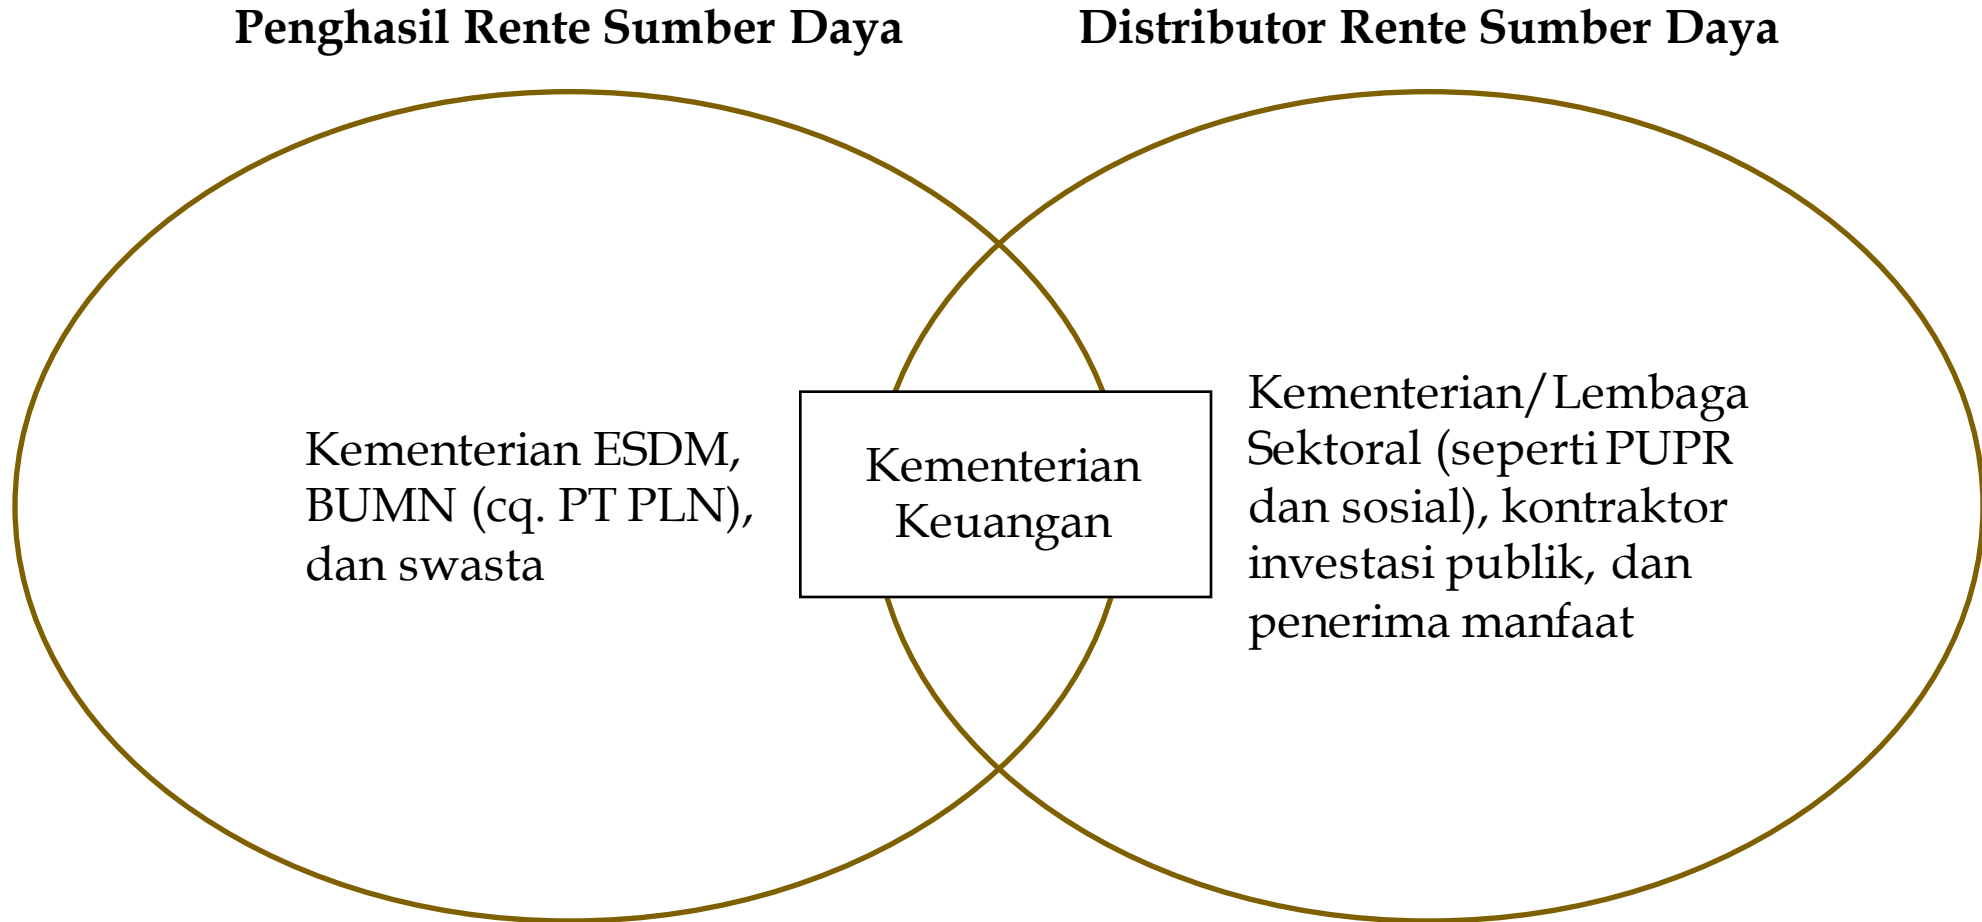 Penghasil Rente Sumber Daya
Distributor Rente Sumber Daya
Kementerian ESDM,
BUMN (cq. PT PLN),
dan swasta
Kementerian
Keuangan
Kementerian/Lembaga
Sektoral (seperti PUPR
dan sosial), kontraktor
investasi publik, dan
penerima manfaat